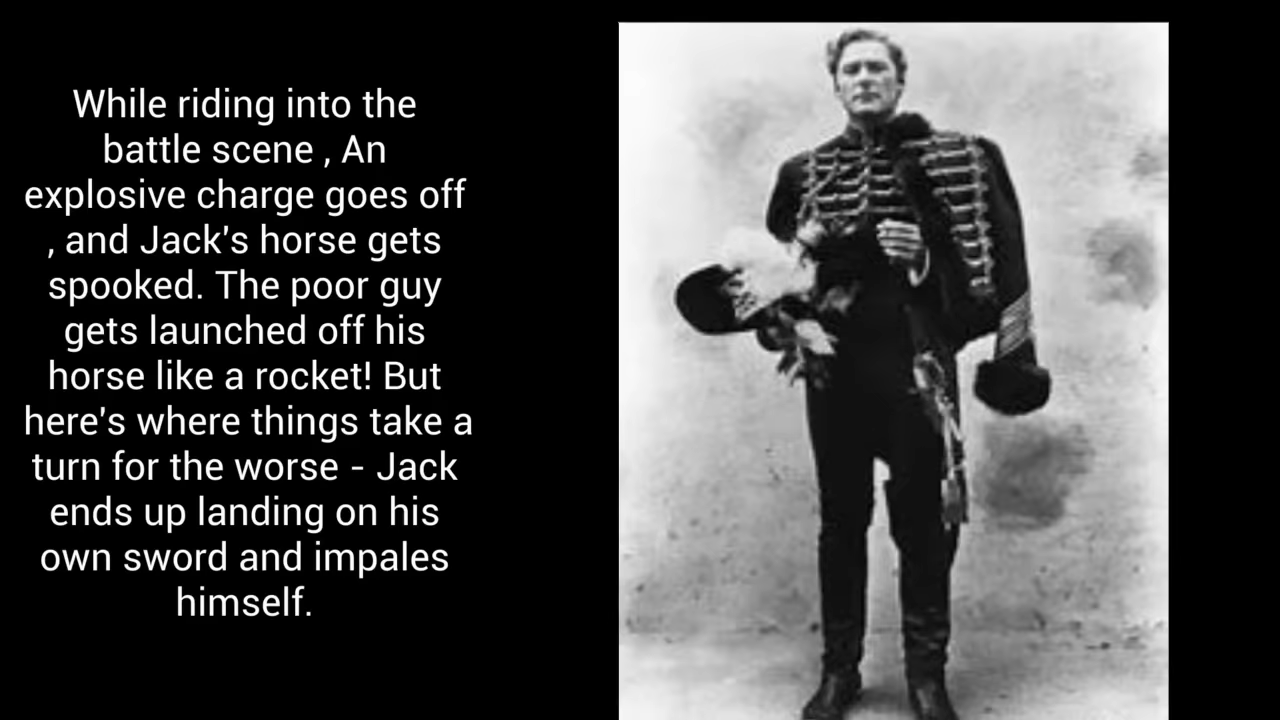 While riding into the
battle scene , An
explosive charge goes off
, and Jack's horse gets
spooked. The poor guy
gets launched off his
horse like a rocket! But
here's where things take a
turn for the worse - Jack
ends up landing on his
own sword and impales
himself.